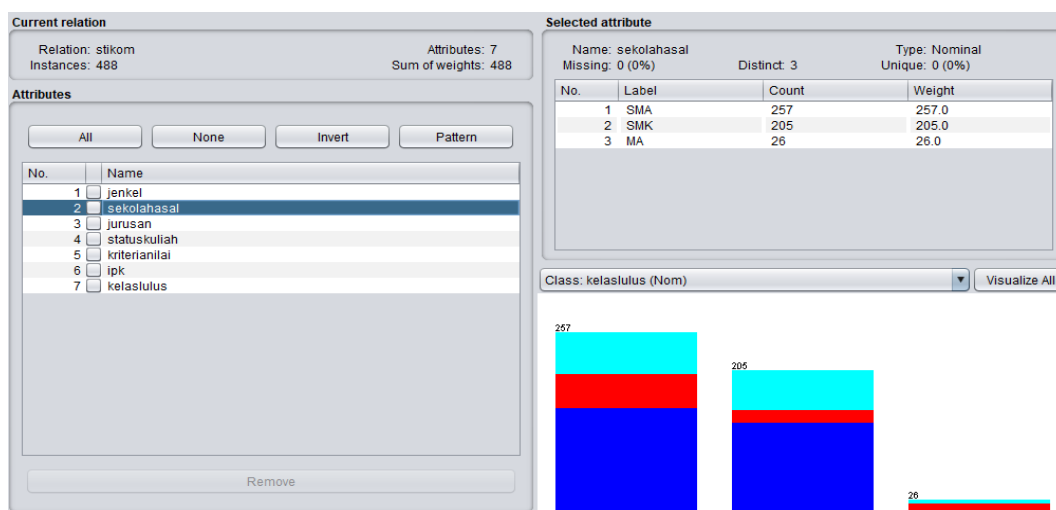 Current relation
Relation: stikom Attributes: 7
Instances: 488 Sum of weights: 488
Attributes
All None Invert Pattern
No. Name
1 jenkel
2 sekolahasal
3 jurusan
4 statuskuliah
5 kriterianilai
6 ipk
7 kelaslulus
Remove
Selected attribute
Name: sekolahasal Type: Nominal
Missing: 0 (0%) Distinct: 3 Unique: 0 (0%)
No. Label Count Weight
1 SMA 257 257.0
2 SMK 205 205.0
3 MA 26 26.0
Class: kelaslulus (Nom) Visualize All
257
205
26